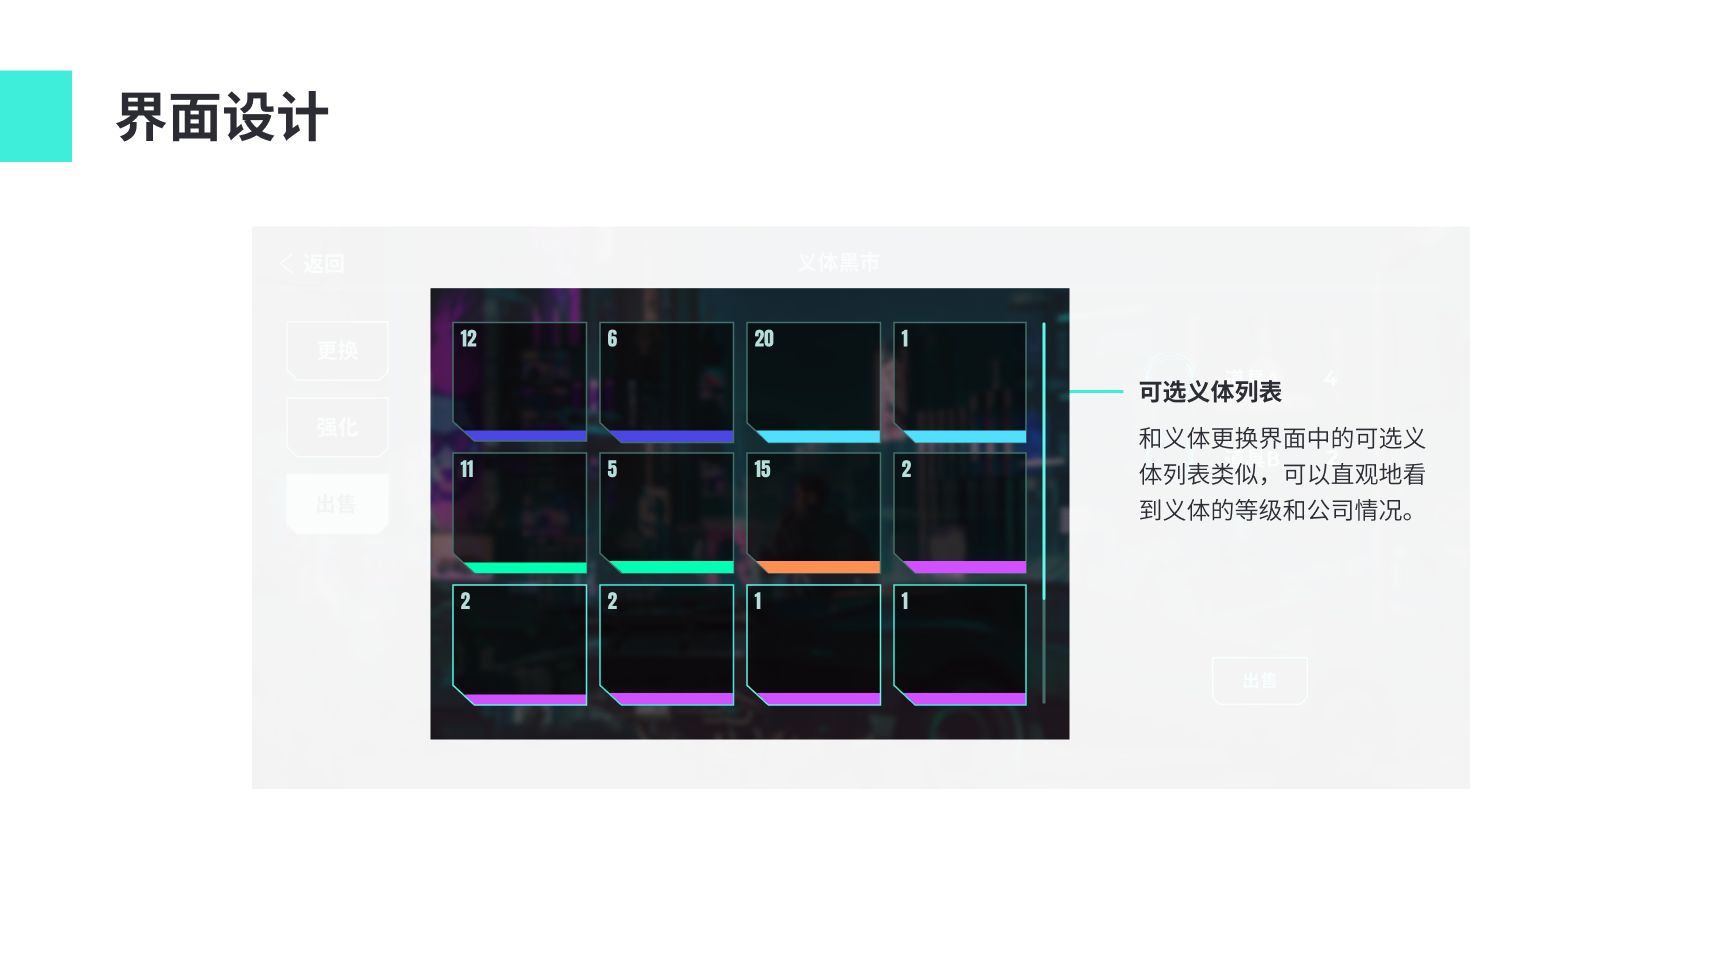 界面设计
返回
义体黑市
更换
强化
出售
12
6
20
1
11
5
15
2
2
2
1
1
4
可选义体列表
和义体更换界面中的可选义
体列表类似，可以直观地看
到义体的等级和公司情况。
出售